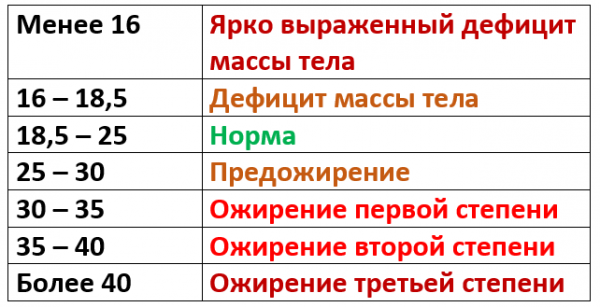 Менее 16 Ярко выраженный дефицит
массы тела
16 – 18,5 Дефицит массы тела
18,5 – 25 Норма
25 – 30 Предожирение
30 – 35 Ожирение первой степени
35 – 40 Ожирение второй степени
Более 40 Ожирение третьей степени